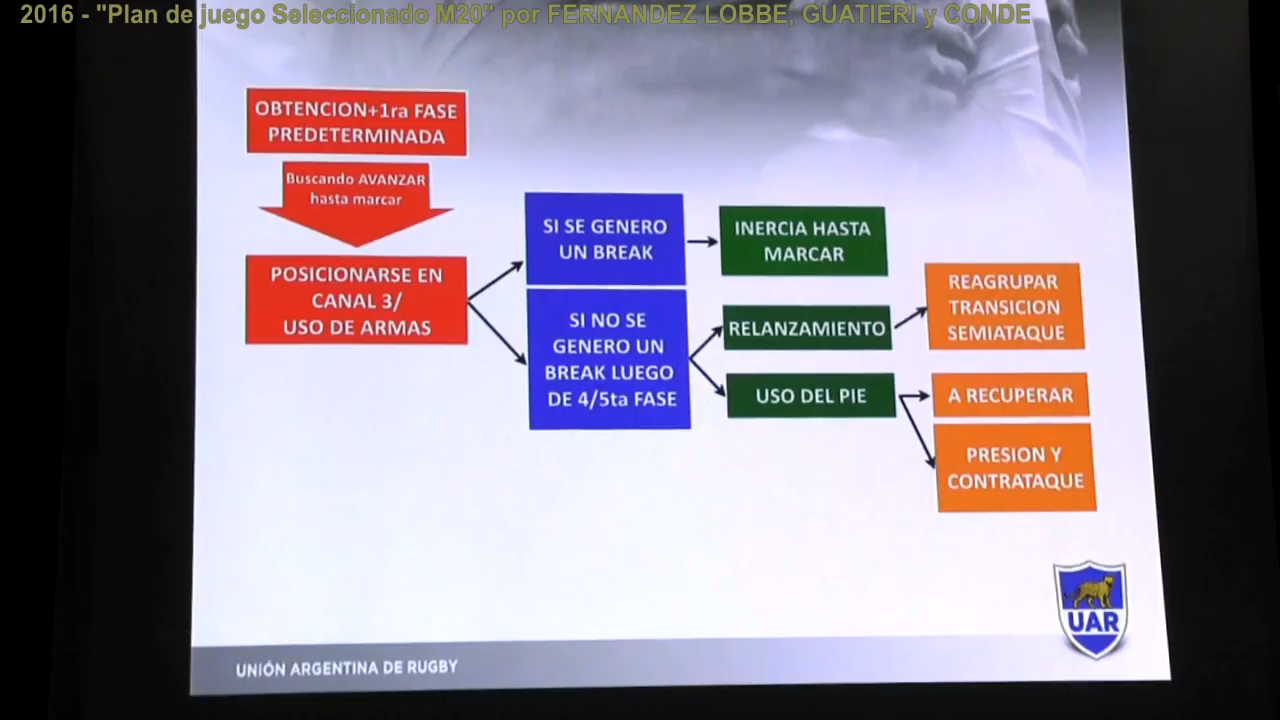 2016 - "Plan de juego Seleccionado M20" por FERNANDEZ LOBBE, GUATIERI y CONDE
OBTENCION+1ra FASE
PREDETERMINADA
Buscando AVANZAR
hasta marcar
POSICIONARSE EN
CANAL 3/
USO DE ARMAS
SI SE GENERO
UN BREAK
SI NO SE
GENERO UN
BREAK LUEGO
DE 4/5ta FASE
INERCIA HASTA
MARCAR
RELANZAMIENTO
USO DEL PIE
REAGRUPAR
TRANSICION
SEMIATAQUE
A RECUPERAR
PRESION Y
CONTRATAQUE
UAR
UNIÓN ARGENTINA DE RUGBY